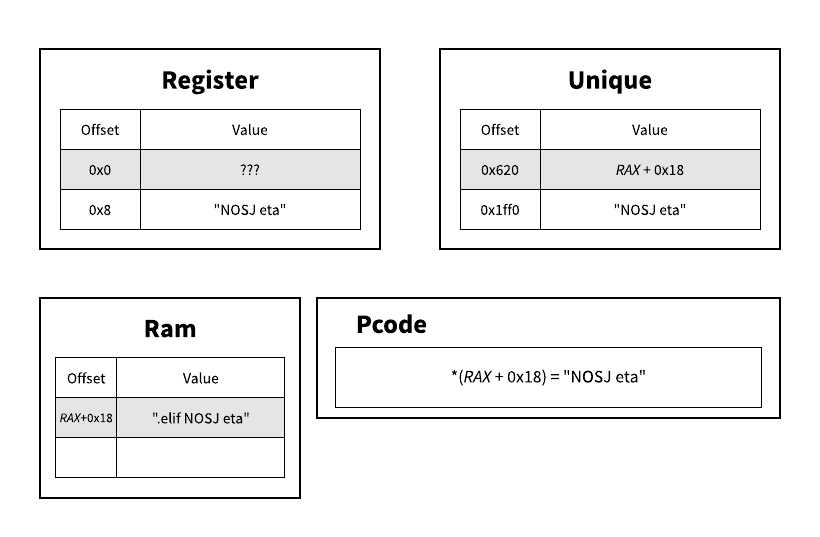 Register
Offset Value
0x0 ???
0x8 "NOSJ eta"
Unique
Offset Value
0x620 RAX + 0x18
0x1ff0 "NOSJ eta"
Ram
Offset Value
RAX+0x18 ".elif NOSJ eta"
Pcode
*(RAX + 0x18) = "NOSJ eta"